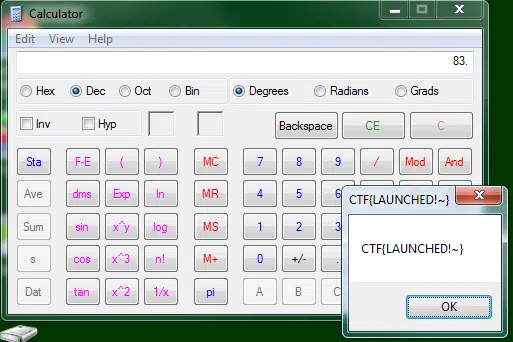 Calculator
Edit View Help
83.
Hex Dec Oct Bin Degrees Radians Grads
Inv Hyp Backspace CE C
Sta F-E ( ) MC 7 8 9 / Mod And
Ave dms Exp ln MR 4 5 6
Sum sin x^y log MS 1 2 3
s cos x^3 n! M+ 0 +/- .
Dat tan x^2 1/x pi A B C
CTF{LAUNCHED!~}
CTF{LAUNCHED!~}
OK